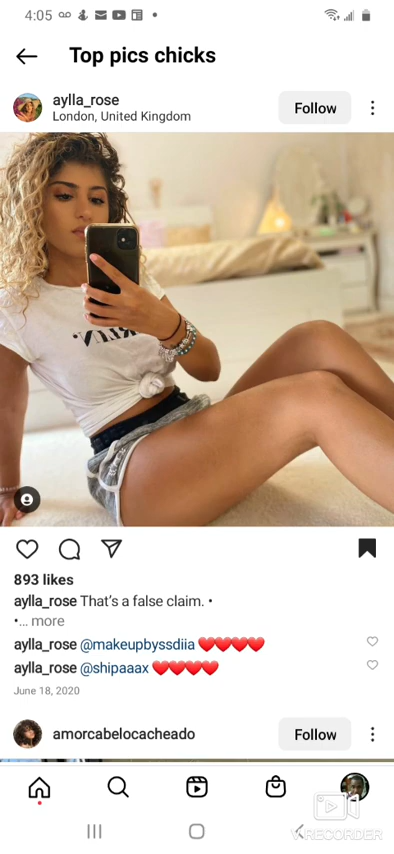 4:05
Top pics chicks
aylla_rose
London, United Kingdom
Follow
893 likes
aylla_rose That's a false claim. •
•... more
aylla_rose @makeupbyssdiia ❤️❤️❤️❤️
aylla_rose @shipaaax ❤️❤️❤️❤️
June 18, 2020
amorcabelocacheado
Follow
V RECORDER